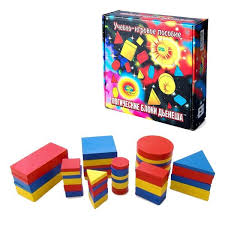 Учебно-игровое пособие
ЛОГИЧЕСКИЕ БЛОКИ ДЬЕНЕША